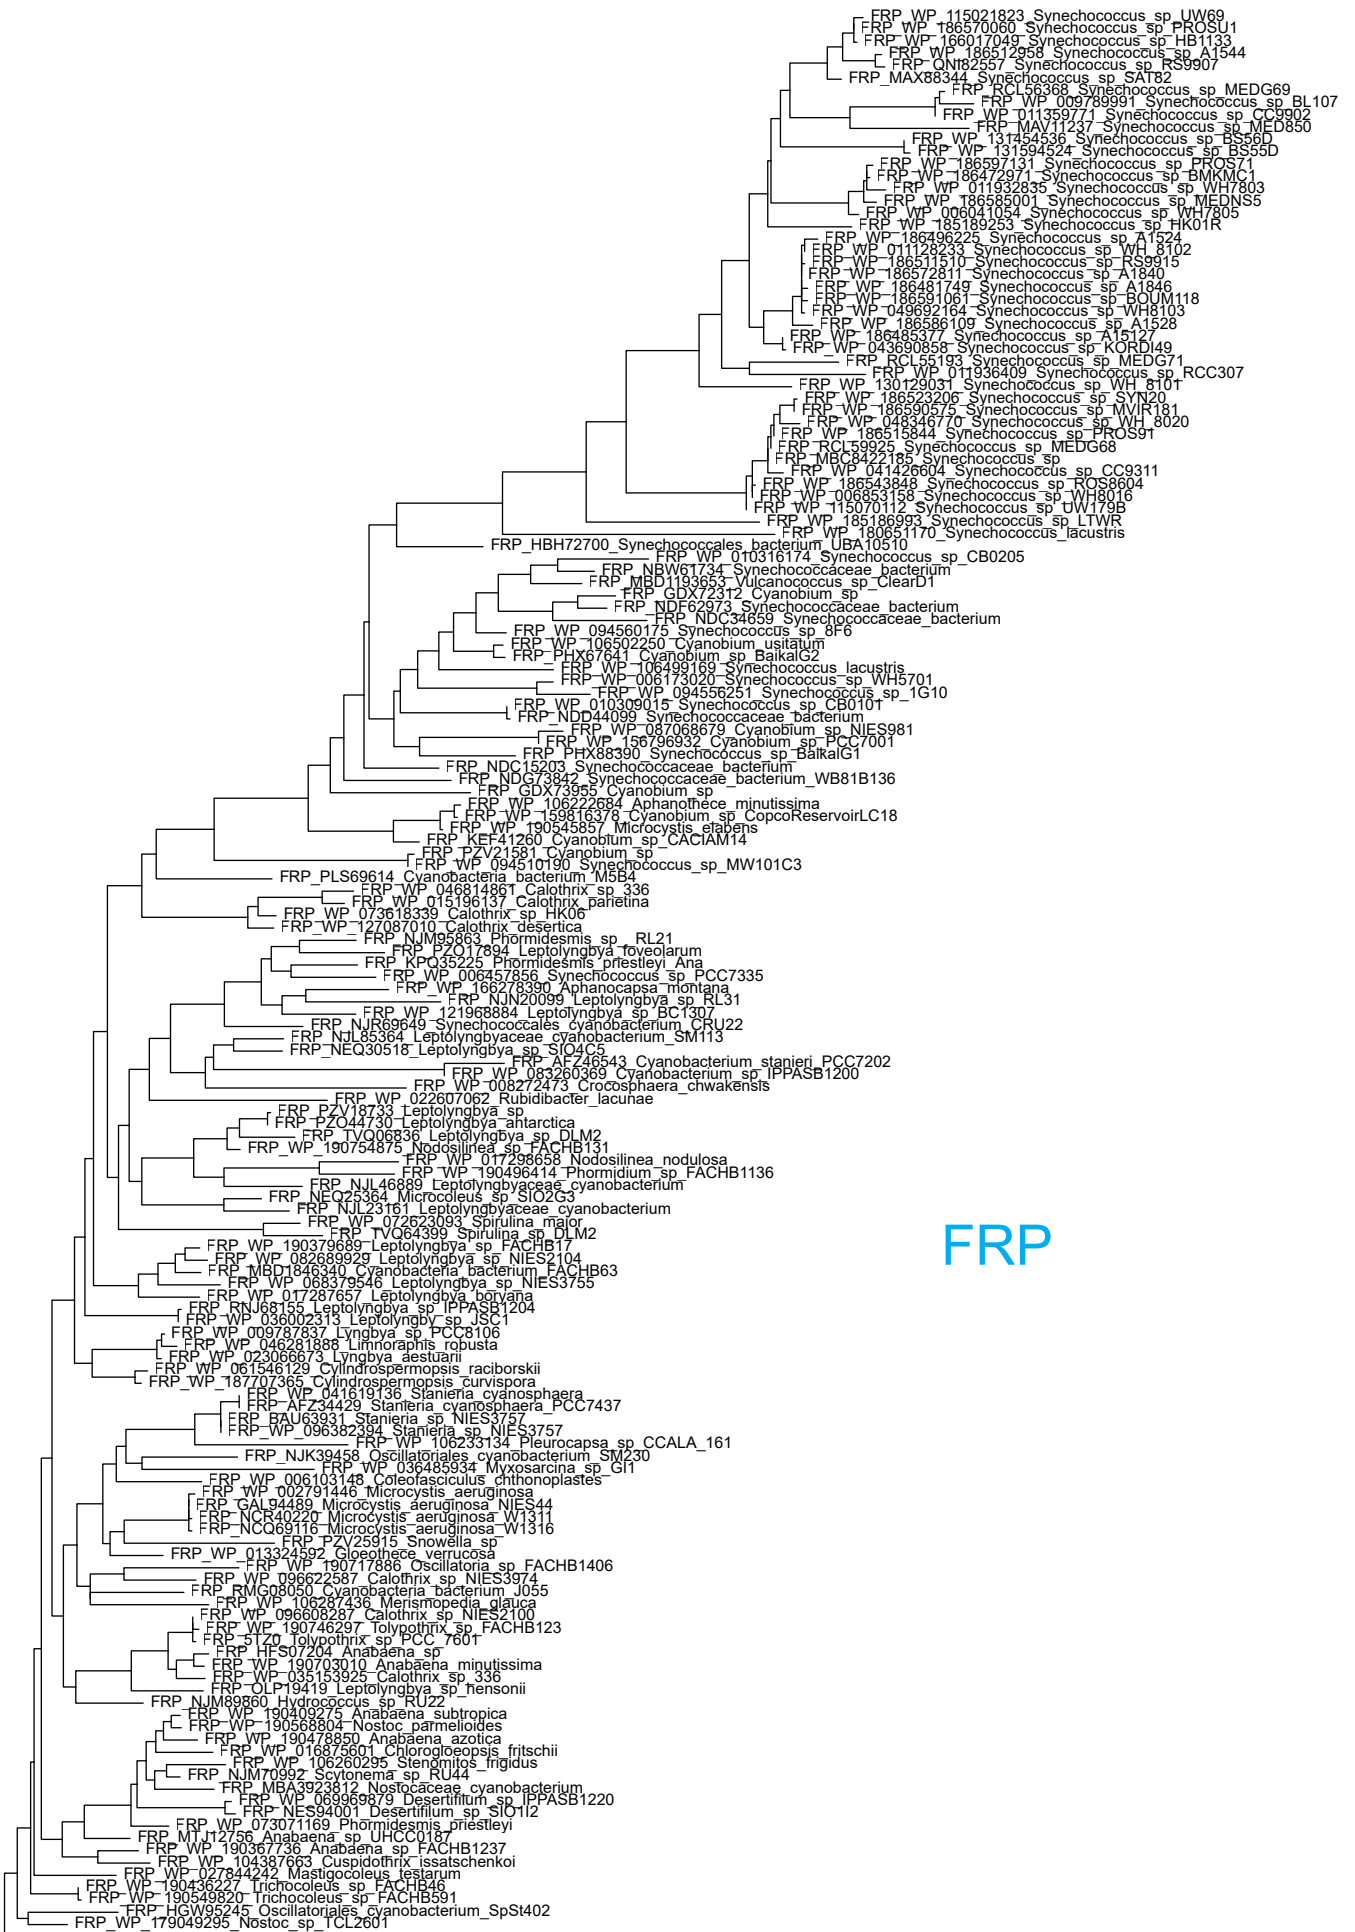 FRP_WP_115021823_Synechococcus_sp_UW69
FRP_WP_186570060_Synechococcus_sp_PROSU1
FRP_WP_166017049_Synechococcus_sp_HB1133
FRP_WP_186512958_Synechococcus_sp_A1544
FRP_QNI82557_Synechococcus_sp_RS9907
FRP_MAX88344_Synechococcus_sp_SAT82
FRP_RCL56368_Synechococcus_sp_MEDG69
FRP_WP_009789991_Synechococcus_sp_BL107
FRP_WP_011359771_Synechococcus_sp_CC9902
FRP_MAV11237_Synechococcus_sp_MED850
FRP_WP_131454536_Synechococcus_sp_BS56D
FRP_WP_131594524_Synechococcus_sp_BS55D
FRP_WP_186597131_Synechococcus_sp_PROS71
FRP_WP_186472971_Synechococcus_sp_BMKMC1
FRP_WP_011932835_Synechococcus_sp_WH7803
FRP_WP_186585001_Synechococcus_sp_MEDNS5
FRP_WP_006041054_Synechococcus_sp_WH7805
FRP_WP_185189253_Synechococcus_sp_HK01R
FRP_WP_186496225_Synechococcus_sp_A1524
FRP_WP_011128233_Synechococcus_sp_WH_8102
FRP_WP_186511510_Synechococcus_sp_RS9915
FRP_WP_186572811_Synechococcus_sp_A1840
FRP_WP_186481749_Synechococcus_sp_A1846
FRP_WP_186591061_Synechococcus_sp_BOUM118
FRP_WP_049692164_Synechococcus_sp_WH8103
FRP_WP_186586109_Synechococcus_sp_A1528
FRP_WP_186485377_Synechococcus_sp_A15127
FRP_WP_043690858_Synechococcus_sp_KORDI49
FRP_RCL55193_Synechococcus_sp_MEDG71
FRP_WP_011936409_Synechococcus_sp_RCC307
FRP_WP_130129031_Synechococcus_sp_WH_8101
FRP_WP_186523206_Synechococcus_sp_SYN20
FRP_WP_186590575_Synechococcus_sp_MVIR181
FRP_WP_048346770_Synechococcus_sp_WH_8020
FRP_WP_186515844_Synechococcus_sp_PROS91
FRP_RCL59925_Synechococcus_sp_MEDG68
FRP_MBC8422185_Synechococcus_sp
FRP_WP_041426604_Synechococcus_sp_CC9311
FRP_WP_186543848_Synechococcus_sp_ROS8604
FRP_WP_006853158_Synechococcus_sp_WH8016
FRP_WP_115070112_Synechococcus_sp_UW179B
FRP_WP_185186993_Synechococcus_sp_LTWR
FRP_WP_180651170_Synechococcus_lacustris
FRP_HBH72700_Synechococcales_bacterium_UBA10510
FRP_WP_010316174_Synechococcus_sp_CB0205
FRP_NBW61734_Synechococcaceae_bacterium
FRP_MBD1193653_Vulcanococcus_sp_ClearD1
FRP_GDX72312_Cyanobium_sp
FRP_NDF62973_Synechococcaceae_bacterium
FRP_NDC34659_Synechococcaceae_bacterium
FRP_WP_094560175_Synechococcus_sp_8F6
FRP_WP_106502250_Cyanobium_usitatum
FRP_PHX67641_Cyanobium_sp_BaikalG2
FRP_WP_106499169_Synechococcus_lacustris
FRP_WP_006173020_Synechococcus_sp_WH5701
FRP_WP_094556251_Synechococcus_sp_1G10
FRP_WP_010309015_Synechococcus_sp_CB0101
FRP_NDD44099_Synechococcaceae_bacterium
FRP_WP_087068679_Cyanobium_sp_NIES981
FRP_WP_156796932_Cyanobium_sp_PCC7001
FRP_PHX88390_Synechococcus_sp_BaikalG1
FRP_NDC15203_Synechococcaceae_bacterium
FRP_NDG73842_Synechococcaceae_bacterium_WB81B136
FRP_GDX73955_Cyanobium_sp
FRP_WP_106222684_Aphanothece_minutissima
FRP_WP_159816378_Cyanobium_sp_CopcoReservoirLC18
FRP_WP_190545857_Microcystis_elabens
FRP_KEF41260_Cyanobium_sp_CACIAM14
FRP_PZV21581_Cyanobium_sp
FRP_WP_094510190_Synechococcus_sp_MW101C3
FRP_PLS69614_Cyanobacteria_bacterium_M5B4
FRP_WP_046814861_Calothrix_sp_336
FRP_WP_015196137_Calothrix_parietina
FRP_WP_073618339_Calothrix_sp_HK06
FRP_WP_127087010_Calothrix_desertica
FRP_NJM95863_Phormidesmis_sp__RL21
FRP_PZO17894_Leptolyngbya_foveolarum
FRP_KPQ35225_Phormidesmis_priestleyi_Ana
FRP_WP_006457856_Synechococcus_sp_PCC7335
FRP_WP_166278390_Aphanocapsa_montana
FRP_NJN20099_Leptolyngbya_sp_RL31
FRP_WP_121968884_Leptolyngbya_sp_BC1307
FRP_NJR69649_Synechococcales_cyanobacterium_CRU22
FRP_NJL85364_Leptolyngbyaceae_cyanobacterium_SM113
FRP_NEQ30518_Leptolyngbya_sp_SIO4C5
FRP_AFZ46543_Cyanobacterium_stanieri_PCC7202
FRP_WP_083260369_Cyanobacterium_sp_IPPASB1200
FRP_WP_008272473_Crocosphaera_chwakensis
FRP_WP_022607062_Rubidibacter_lacunae
FRP_PZV18733_Leptolyngbya_sp
FRP_PZO44730_Leptolyngbya_antarctica
FRP_TVQ06836_Leptolyngbya_sp_DLM2
FRP_WP_190754875_Nodosilinea_sp_FACHB131
FRP_WP_017298658_Nodosilinea_nodulosa
FRP_WP_190496414_Phormidium_sp_FACHB1136
FRP_NJL46889_Leptolyngbyaceae_cyanobacterium
FRP_NEQ25364_Microcoleus_sp_SIO2G3
FRP_NJL23161_Leptolyngbyaceae_cyanobacterium
FRP_WP_072623093_Spirulina_major
FRP_TVQ64399_Spirulina_sp_DLM2
FRP
FRP_WP_190379689_Leptolyngbya_sp_FACHB17
FRP_WP_082689929_Leptolyngbya_sp_NIES2104
FRP_MBD1846340_Cyanobacteria_bacterium_FACHB63
FRP_WP_068379546_Leptolyngbya_sp_NIES3755
FRP_WP_017287657_Leptolyngbya_boryana
FRP_RNJ68155_Leptolyngbya_sp_IPPASB1204
FRP_WP_036002313_Leptolyngby_sp_JSC1
FRP_WP_009787837_Lyngbya_sp_PCC8106
FRP_WP_046281888_Limnoraphis_robusta
FRP_WP_023066673_Lyngbya_aestuarii
FRP_WP_061546129_Cylindrospermopsis_raciborskii
FRP_WP_187707365_Cylindrospermopsis_curvispora
FRP_WP_041619136_Stanieria_cyanosphaera
FRP_AFZ34429_Stanieria_cyanosphaera_PCC7437
FRP_BAU63931_Stanieria_sp_NIES3757
FRP_WP_096382394_Stanieria_sp_NIES3757
FRP_WP_106233134_Pleurocapsa_sp_CCALA_161
FRP_NJK39458_Oscillatoriales_cyanobacterium_SM230
FRP_WP_036485934_Myxosarcina_sp_GI1
FRP_WP_006103148_Coleofasciculus_chthonoplastes
FRP_WP_002791446_Microcystis_aeruginosa
FRP_GAL94489_Microcystis_aeruginosa_NIES44
FRP_NCR40220_Microcystis_aeruginosa_W1311
FRP_NCQ69116_Microcystis_aeruginosa_W1316
FRP_PZV25915_Snowella_sp
FRP_WP_013324592_Gloeothece_verrucosa
FRP_WP_190717886_Oscillatoria_sp_FACHB1406
FRP_WP_096622587_Calothrix_sp_NIES3974
FRP_RMG08050_Cyanobacteria_bacterium_J055
FRP_WP_106287436_Merismopedia_glauca
FRP_WP_096608287_Calothrix_sp_NIES2100
FRP_WP_190746297_Tolypothrix_sp_FACHB123
FRP_5TZ0_Tolypothrix_sp_PCC_7601
FRP_HFS07204_Anabaena_sp
FRP_WP_190703010_Anabaena_minutissima
FRP_WP_035153925_Calothrix_sp_336
FRP_OLP19419_Leptolyngbya_sp_hensonii
FRP_NJM89860_Hydrococcus_sp_RU22
FRP_WP_190409275_Anabaena_subtropica
FRP_WP_190568804_Nostoc_parmelioides
FRP_WP_190478850_Anabaena_azotica
FRP_WP_016875601_Chlorogloeopsis_fritschii
FRP_WP_106260295_Stenomitos_frigidus
FRP_NJM70992_Scytonema_sp_RU44
FRP_MBA3923812_Nostocaceae_cyanobacterium
FRP_WP_069969879_Desertifilum_sp_IPPASB1220
FRP_NES94001_Desertifilum_sp_SIO1I2
FRP_WP_073071169_Phormidesmis_priestleyi
FRP_MTJ12756_Anabaena_sp_UHCC0187
FRP_WP_190367736_Anabaena_sp_FACHB1237
FRP_WP_104387663_Cuspidothrix_issatschenkoi
FRP_WP_027844242_Mastigocoleus_testarum
FRP_WP_190436227_Trichocoleus_sp_FACHB46
FRP_WP_190549820_Trichocoleus_sp_FACHB591
FRP_HGW95245_Oscillatoriales_cyanobacterium_SpSt402
FRP_WP_179049295_Nostoc_sp_TCL2601